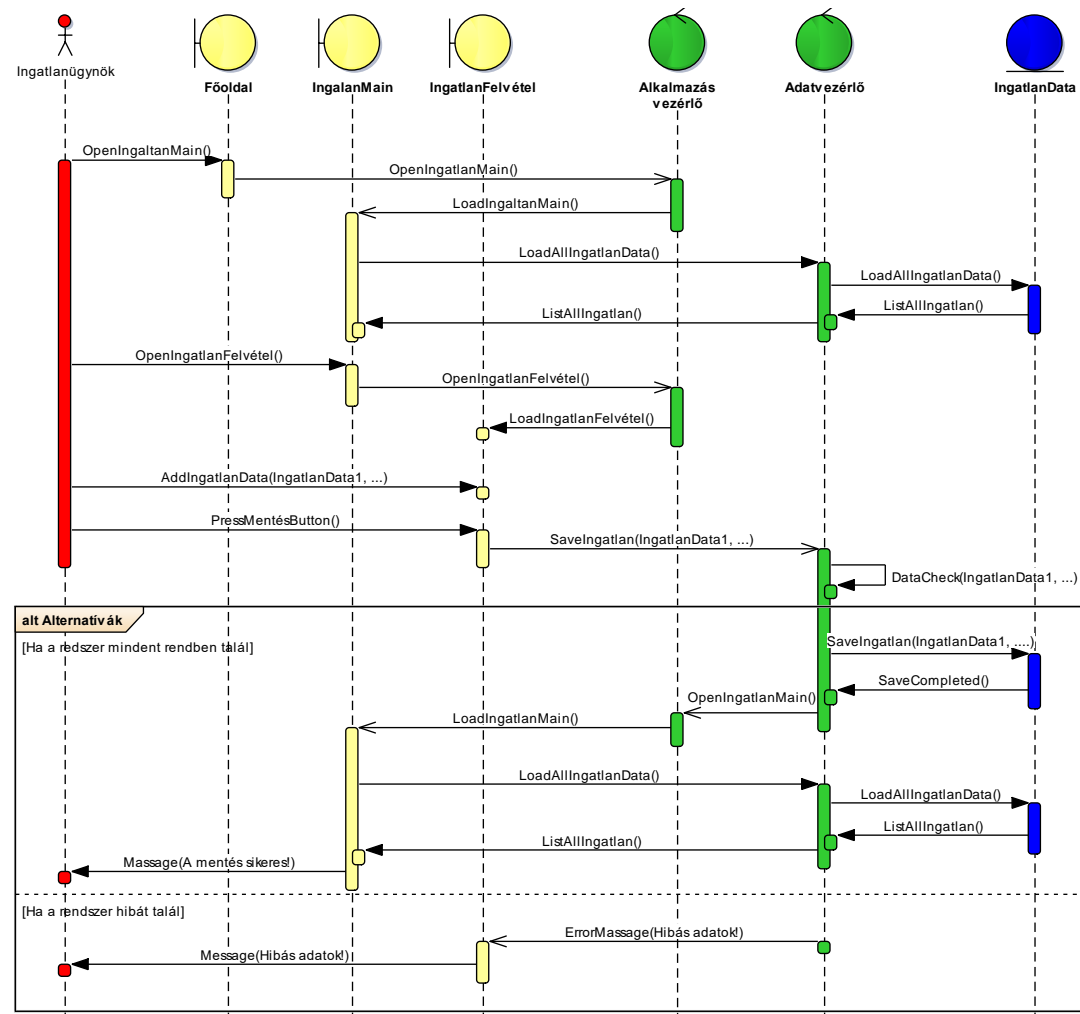 Ingatlanügynök
Főoldal
IngalanMain
IngatlanFelvétel
Alkalmazás
vezérlő
Adatvezérlő
IngatlanData
OpenIngaltanMain()
OpenIngatlanMain()
LoadIngaltanMain()
LoadAllIngatlanData()
LoadAllIngatlanData()
ListAllIngatlan()
ListAllIngatlan()
OpenIngatlanFelvétel()
OpenIngatlanFelvétel()
LoadIngatlanFelvétel()
AddIngatlanData(IngatlanData1, ...)
PressMentésButton()
SaveIngatlan(IngatlanData1, ...)
DataCheck(IngatlanData1, ...)
alt Alternatívák
[Ha a redszer mindent rendben talál]
SaveIngatlan(IngatlanData1, ....)
SaveCompleted()
OpenIngatlanMain()
LoadIngatlanMain()
LoadAllIngatlanData()
LoadAllIngatlanData()
ListAllIngatlan()
ListAllIngatlan()
Massage(A mentés sikeres!)
[Ha a rendszer hibát talál]
ErrorMassage(Hibás adatok!)
Message(Hibás adatok!)